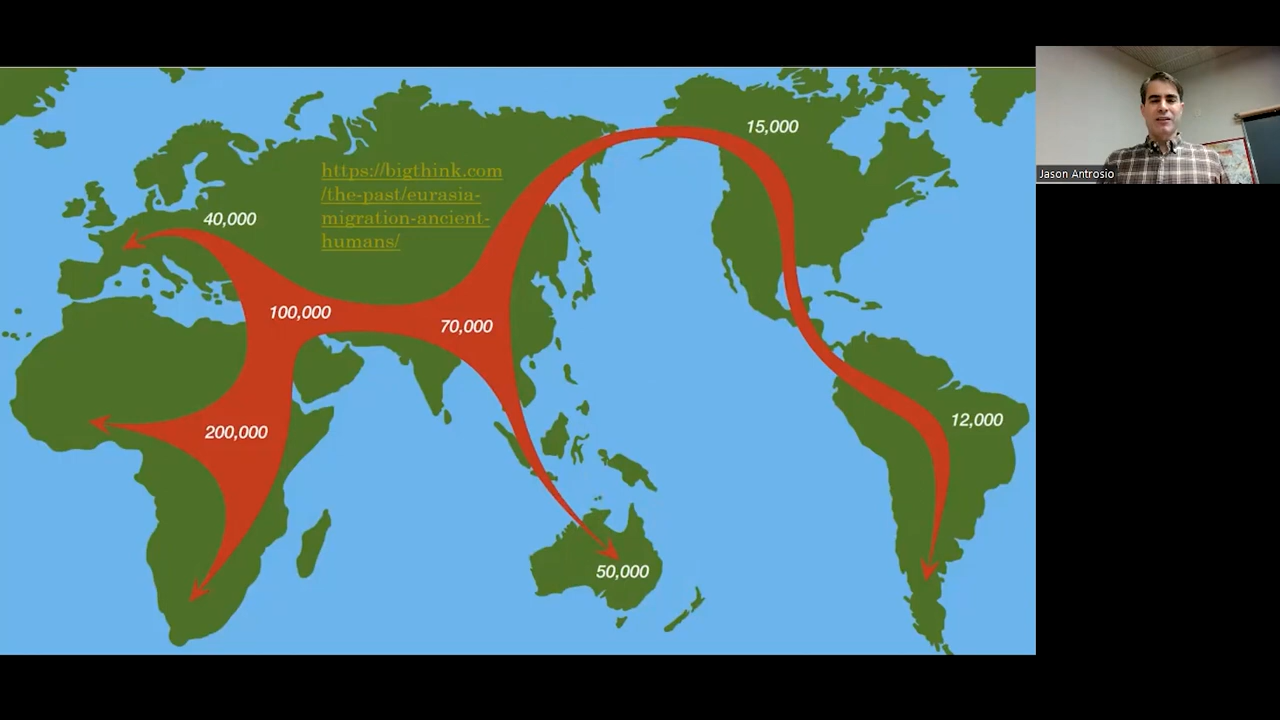 15,000
https://bigthink.com
/the-past/eurasia-
migration-ancient-
humans/
40,000
100,000
70,000
200,000
12,000
50,000
Jason Antrosio